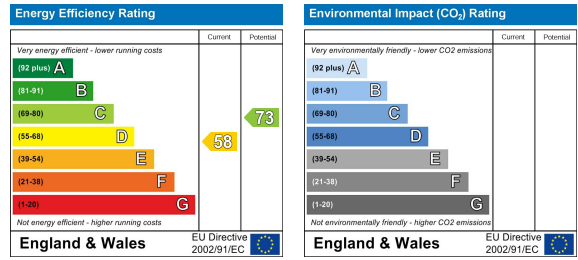 Energy Efficiency Rating
Current
Potential
Very energy efficient - lower running costs
(92 plus) A
(81-91) B
(69-80) C
(55-68) D
(39-54) E
(21-38) F
(1-20) G
58
73
Not energy efficient - higher running costs
England & Wales
EU Directive
2002/91/EC
Environmental Impact (CO₂) Rating
Current
Potential
Very environmentally friendly - lower CO2 emissions
(92 plus) A
(81-91) B
(69-80) C
(55-68) D
(39-54) E
(21-38) F
(1-20) G
Not environmentally friendly - higher CO2 emissions
England & Wales
EU Directive
2002/91/EC